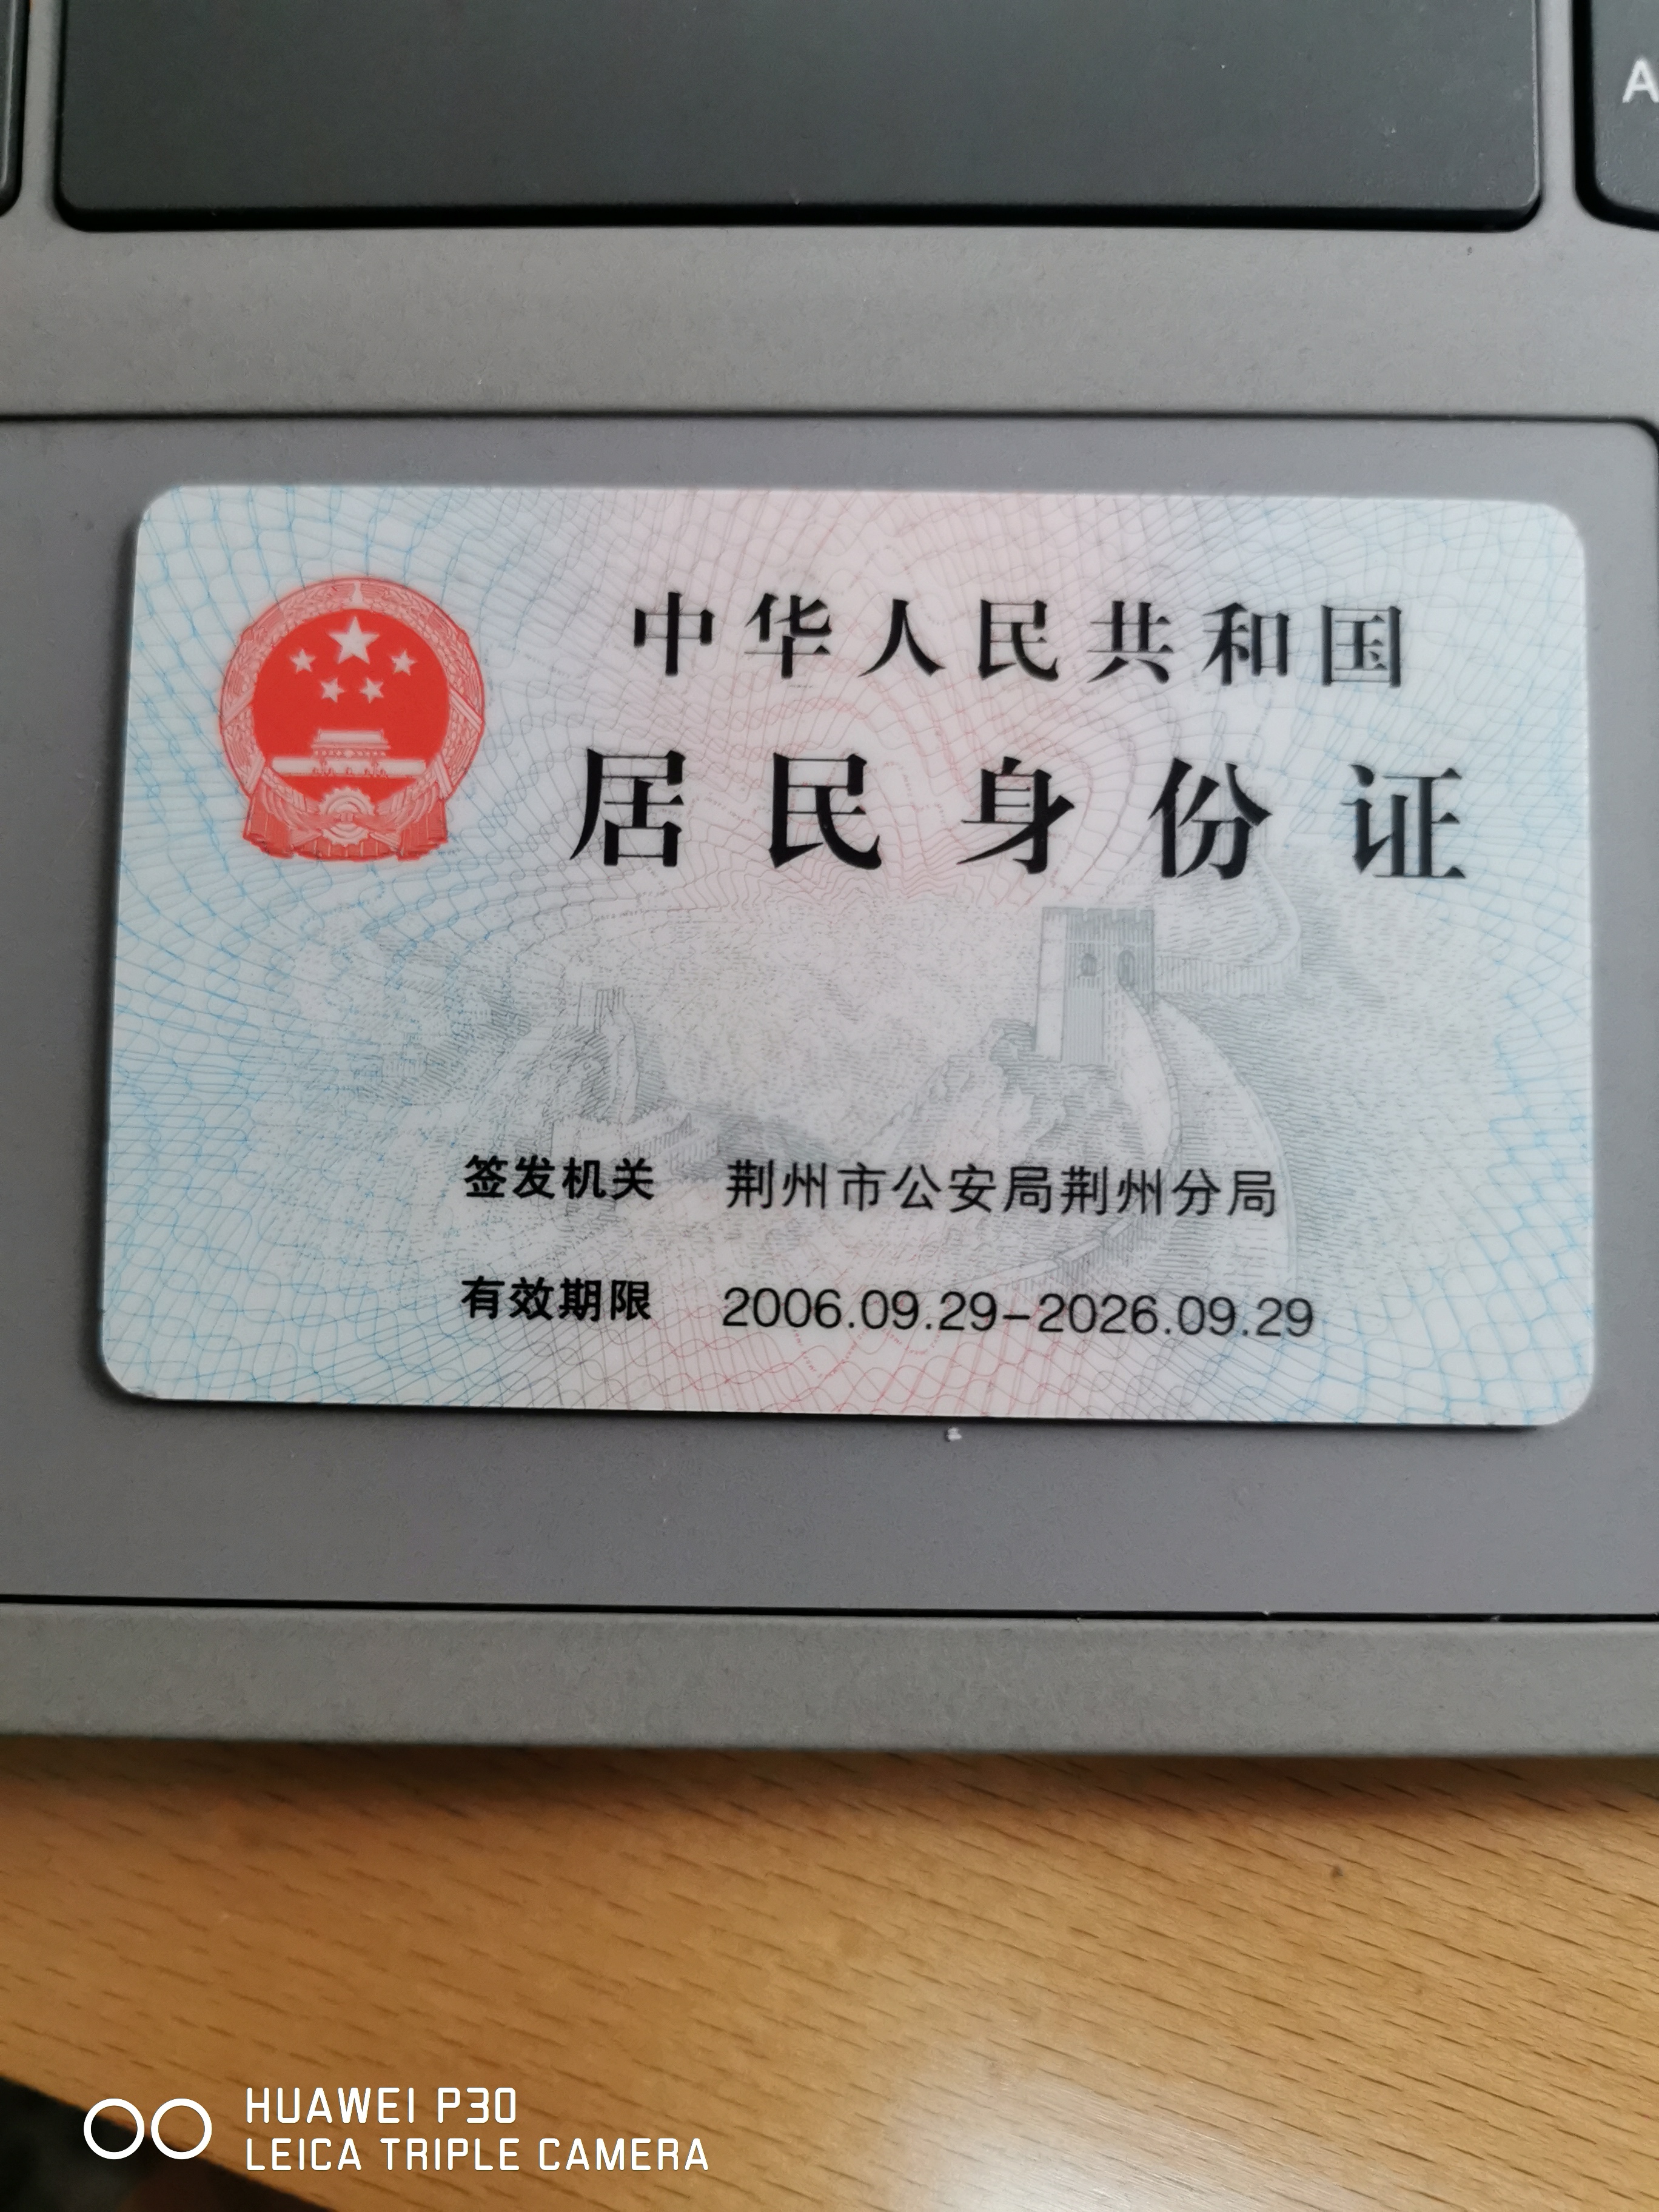 A
中华人民共和国
居民身份证
签发机关 荆州市公安局荆州分局
有效期限 2006.09.29-2026.09.29
HUAWEI P30
LEICA TRIPLE CAMERA